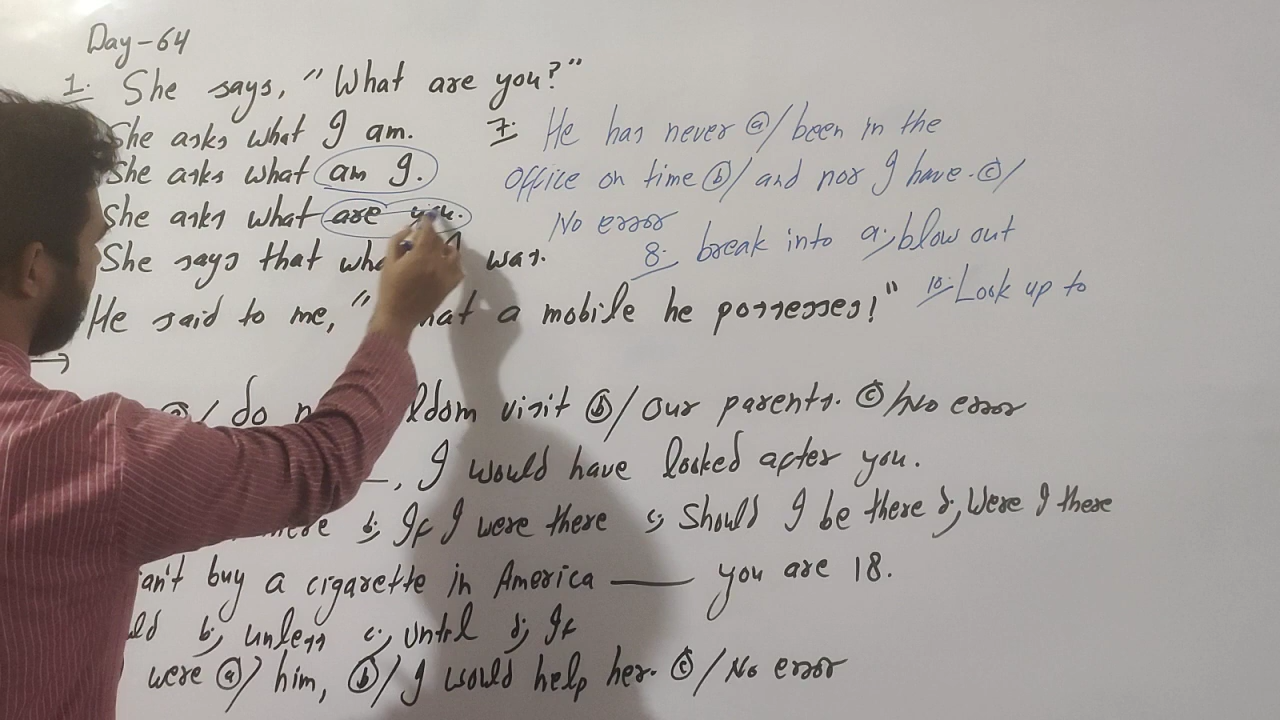 Day-64
1. She says, "What are you?"
She asks what I am.
She asks what am I.
She asks what are you.
She says that I was.
7. He has never ⓐ/ been in the
office on time ⓑ/ and nor I have. ⓒ/
No error
8. break into a; blow out
10. Look up to
He said to me, " a mobile he possesses!"
→
/ do visit ⓑ/ our parents. ⓒ/No error
, I would have looked after you.
b; If I were there c; Should I be there d; Were I there
buy a cigarette in America ____ you are 18.
b; unless c; until d; If
were ⓐ/ him, ⓑ/ I would help her. ⓒ/ No error